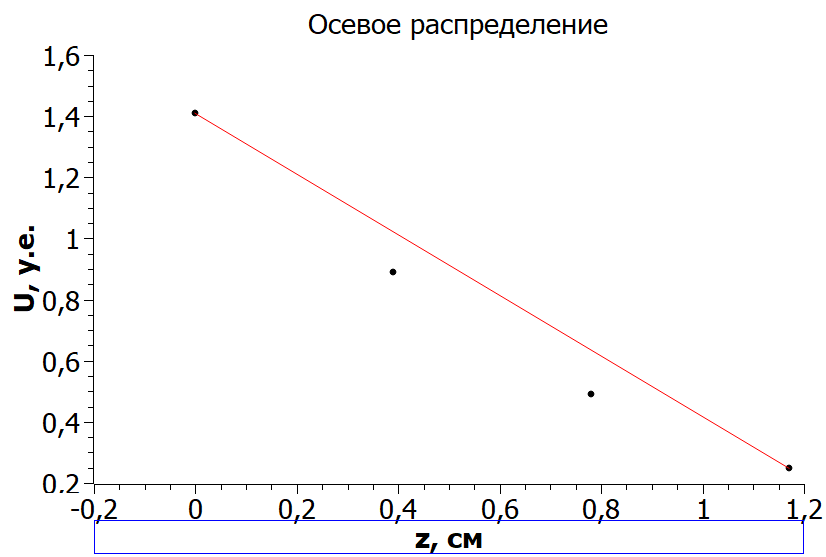 Осевое распределение
1,6
1,4
1,2
1
0,8
0,6
0,4
0,2
U, у.е.
-0,2 0 0,2 0,4 0,6 0,8 1 1,2
z, см